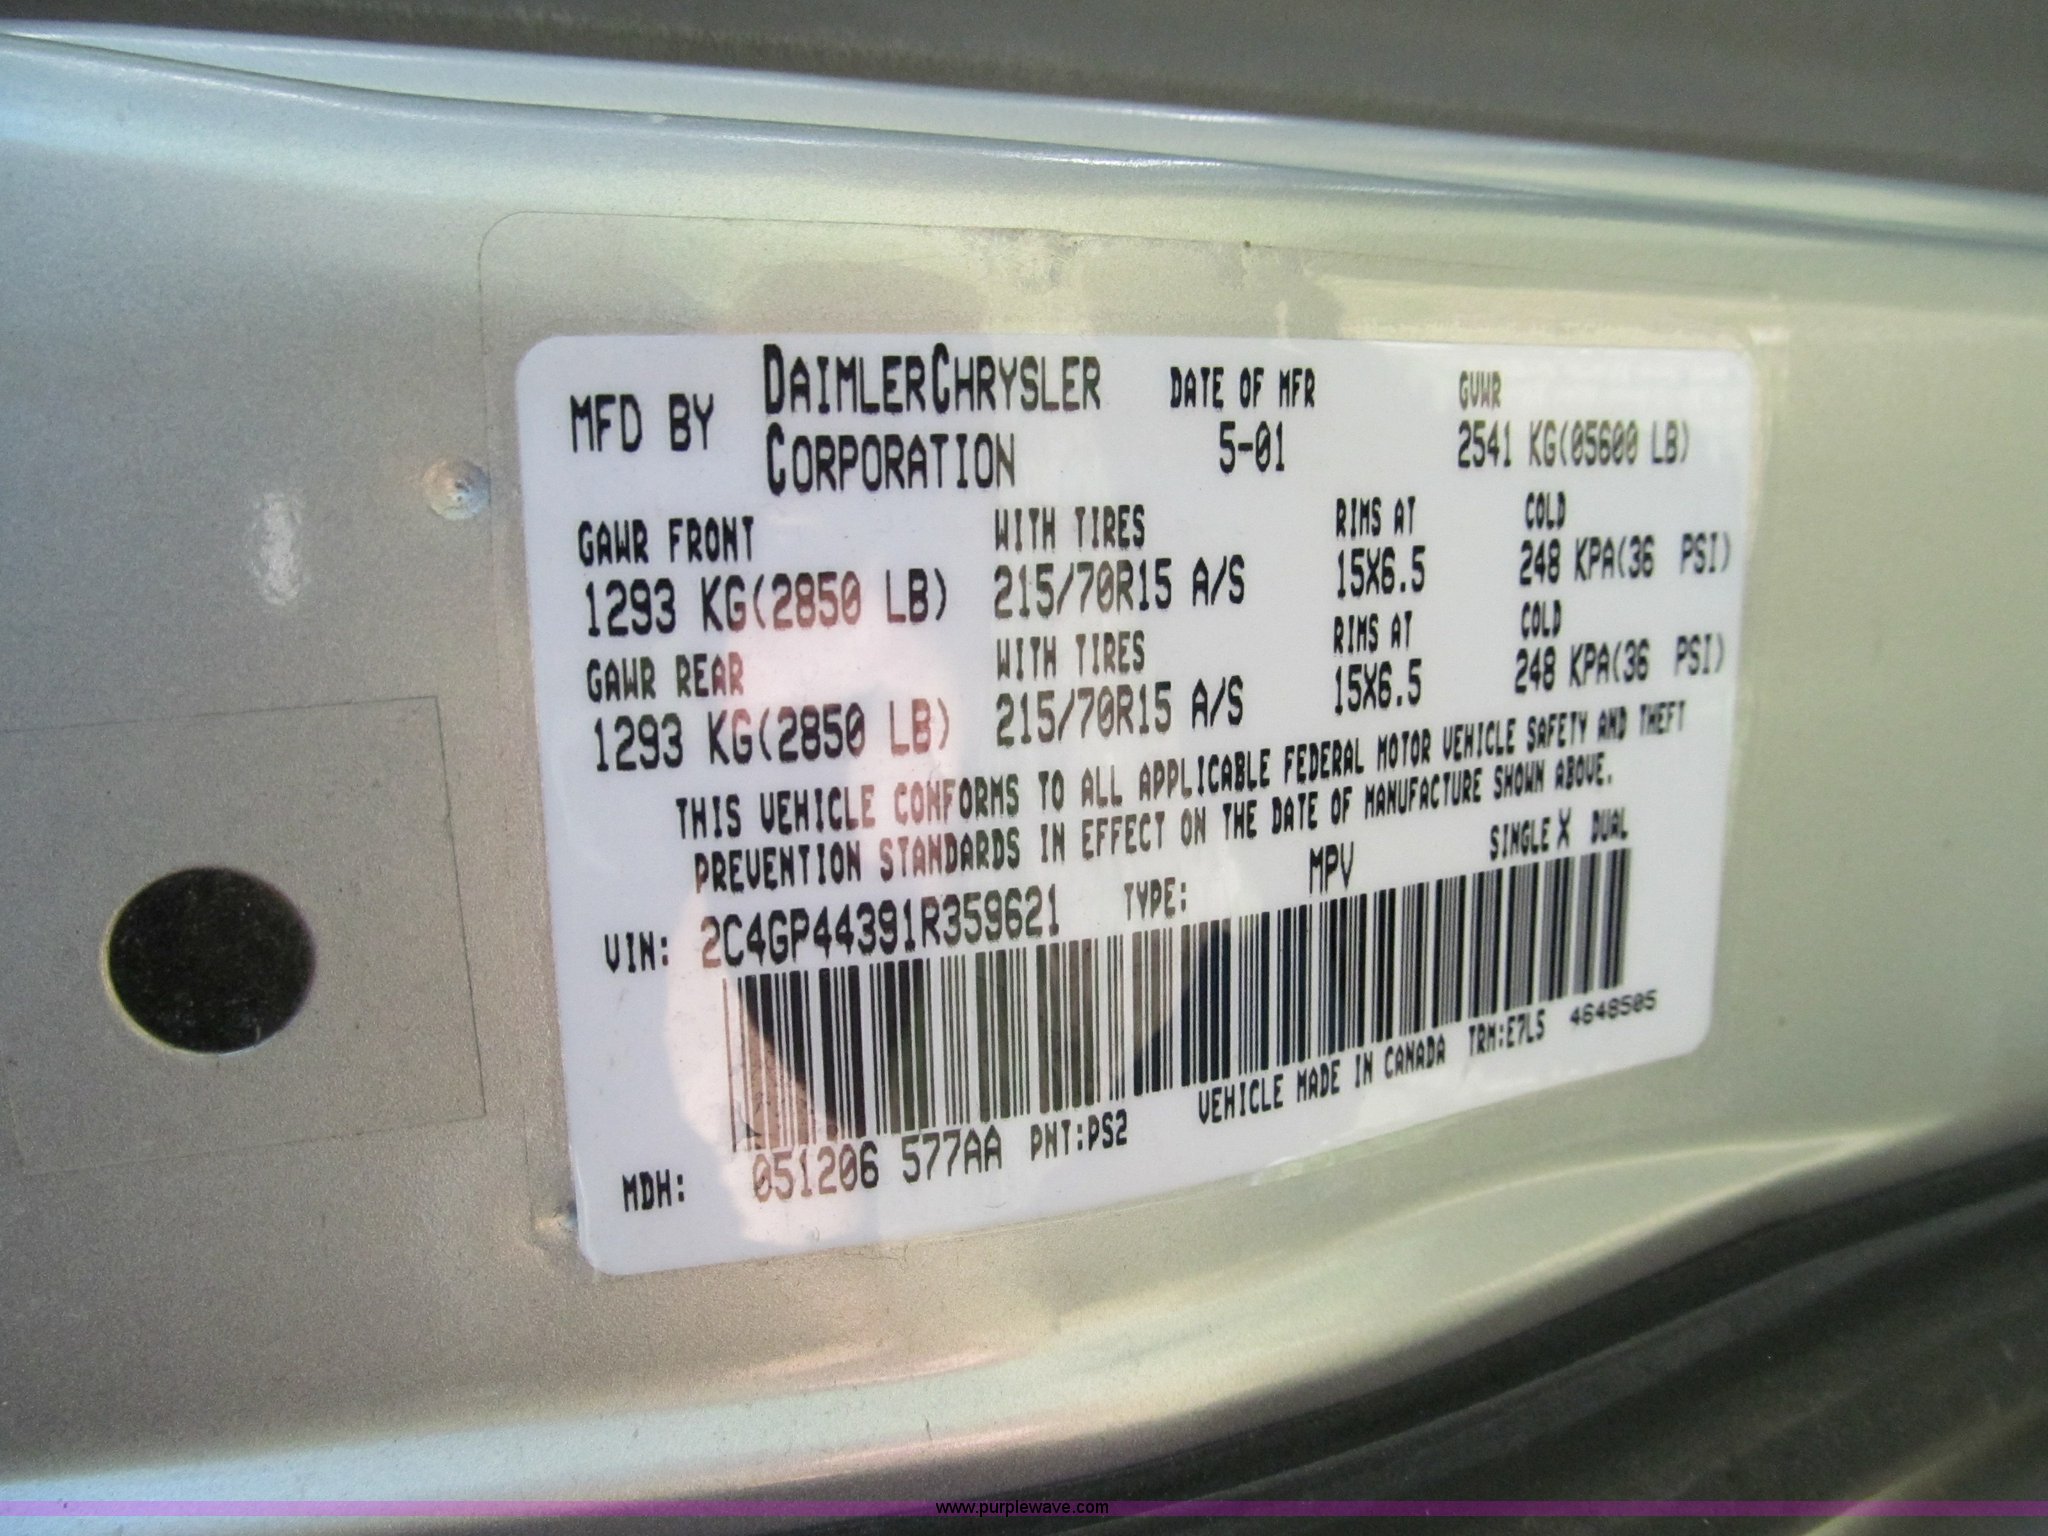 MFD BY DAIMLERCHRYSLER CORPORATION DATE OF MFR 5-01 GVWR 2541 KG(05600 LB)
GAWR FRONT WITH TIRES RIMS AT COLD
1293 KG(2850 LB) 215/70R15 A/S 15X6.5 248 KPA(36 PSI)
GAWR REAR WITH TIRES RIMS AT COLD
1293 KG(2850 LB) 215/70R15 A/S 15X6.5 248 KPA(36 PSI)
THIS VEHICLE CONFORMS TO ALL APPLICABLE FEDERAL MOTOR VEHICLE SAFETY AND THEFT
PREVENTION STANDARDS IN EFFECT ON THE DATE OF MANUFACTURE SHOWN ABOVE.
VIN: 2C4GP44391R359621 TYPE: MPV SINGLE X DUAL
MDH: 051206 577AA PNT:PS2 VEHICLE MADE IN CANADA TRM:E7L5 4648505
www.purplewave.com